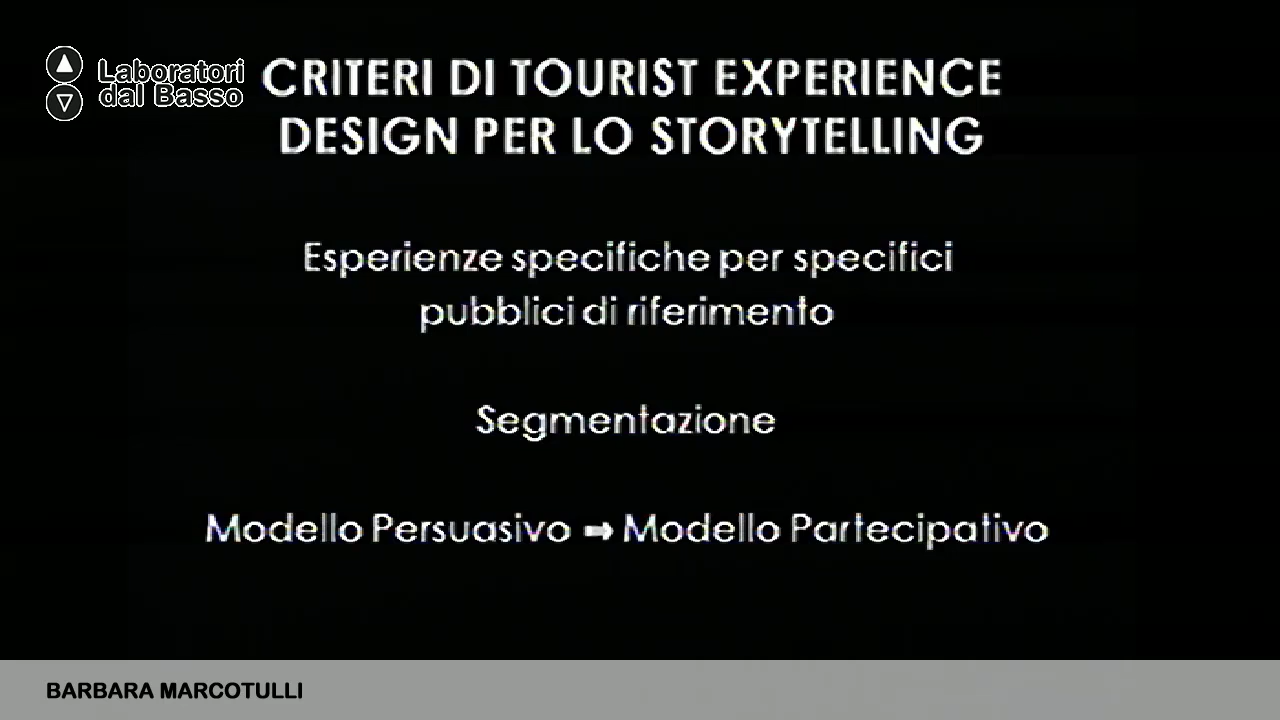 Laboratori
dal Basso
CRITERI DI TOURIST EXPERIENCE
DESIGN PER LO STORYTELLING
Esperienze specifiche per specifici
pubblici di riferimento
Segmentazione
Modello Persuasivo ➡ Modello Partecipativo
BARBARA MARCOTULLI